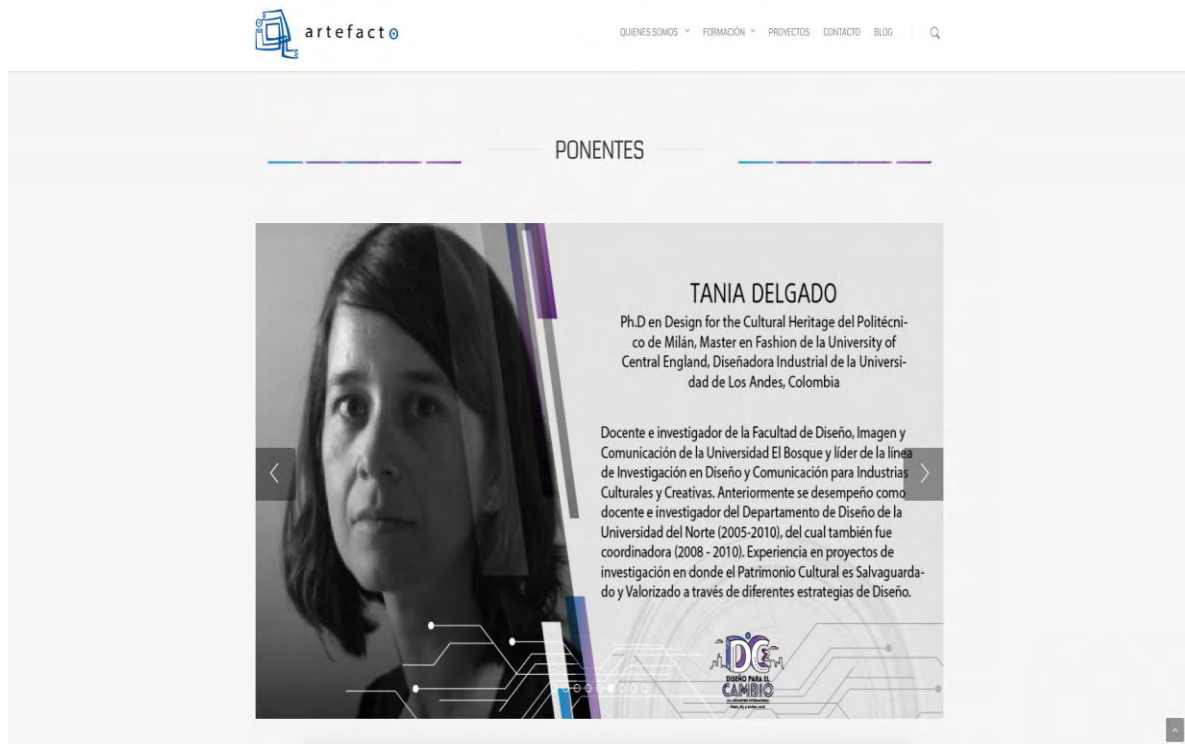 artefacto
QUIENES SOMOS FORMACIÓN PROYECTOS CONTACTO BLOG
PONENTES
TANIA DELGADO
Ph.D en Design for the Cultural Heritage del Politécni-
co de Milán, Master en Fashion de la University of
Central England, Diseñadora Industrial de la Universi-
dad de Los Andes, Colombia
Docente e investigador de la Facultad de Diseño, Imagen y
Comunicación de la Universidad El Bosque y líder de la línea
de Investigación en Diseño y Comunicación para Industrias
Culturales y Creativas. Anteriormente se desempeño como
docente e investigador del Departamento de Diseño de la
Universidad del Norte (2005-2010), del cual también fue
coordinadora (2008 - 2010). Experiencia en proyectos de
investigación en donde el Patrimonio Cultural es Salvaguarda-
do y Valorizado a través de diferentes estrategias de Diseño.
DISEÑO PARA EL
CAMBIO